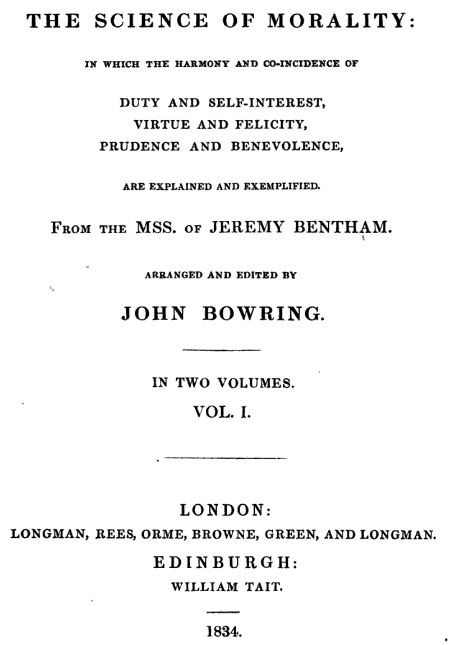 THE SCIENCE OF MORALITY:
IN WHICH THE HARMONY AND CO-INCIDENCE OF
DUTY AND SELF-INTEREST,
VIRTUE AND FELICITY,
PRUDENCE AND BENEVOLENCE,
ARE EXPLAINED AND EXEMPLIFIED.
FROM THE MSS. OF JEREMY BENTHAM.
ARRANGED AND EDITED BY
JOHN BOWRING.
IN TWO VOLUMES.
VOL. I.
LONDON:
LONGMAN, REES, ORME, BROWNE, GREEN, AND LONGMAN.
EDINBURGH:
WILLIAM TAIT.
1834.